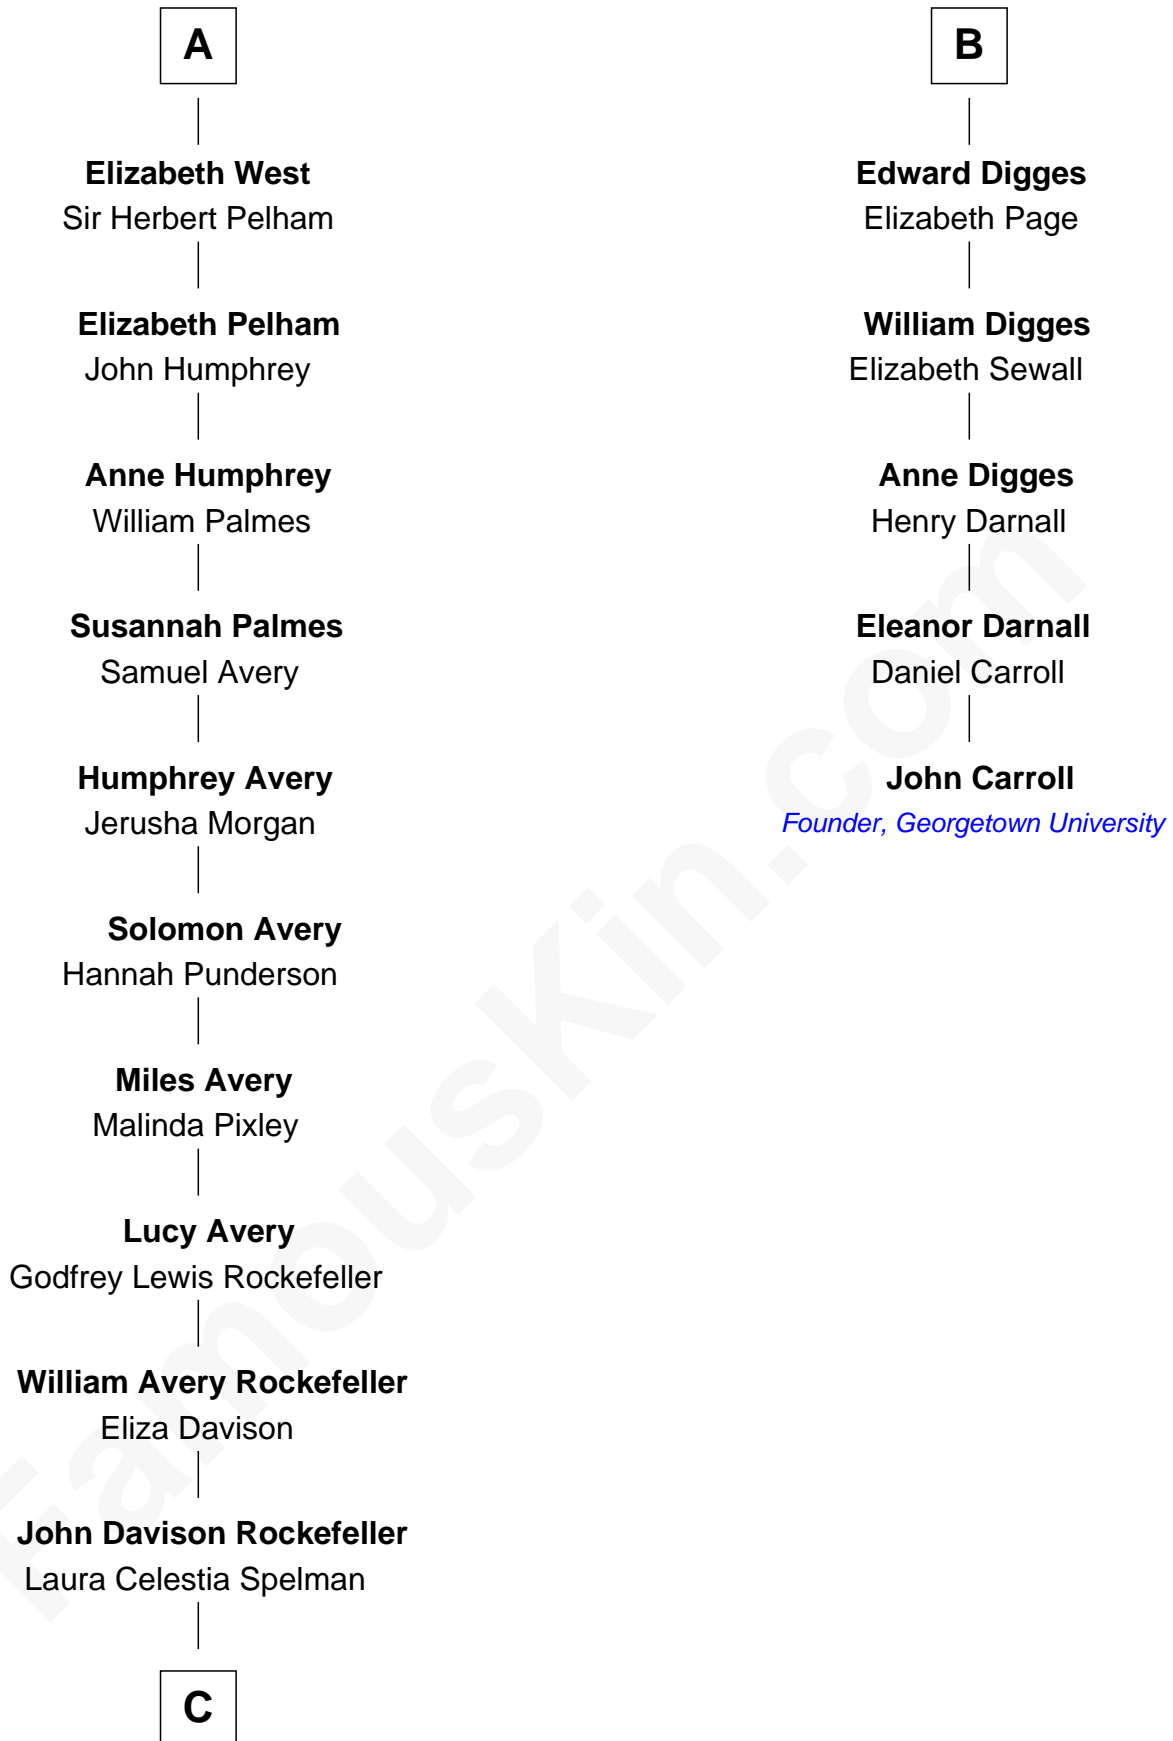 A
Elizabeth West
Sir Herbert Pelham
Elizabeth Pelham
John Humphrey
Anne Humphrey
William Palmes
Susannah Palmes
Samuel Avery
Humphrey Avery
Jerusha Morgan
Solomon Avery
Hannah Punderson
Miles Avery
Malinda Pixley
Lucy Avery
Godfrey Lewis Rockefeller
William Avery Rockefeller
Eliza Davison
John Davison Rockefeller
Laura Celestia Spelman
C
B
Edward Digges
Elizabeth Page
William Digges
Elizabeth Sewall
Anne Digges
Henry Darnall
Eleanor Darnall
Daniel Carroll
John Carroll
Founder, Georgetown University
FamousKin.com